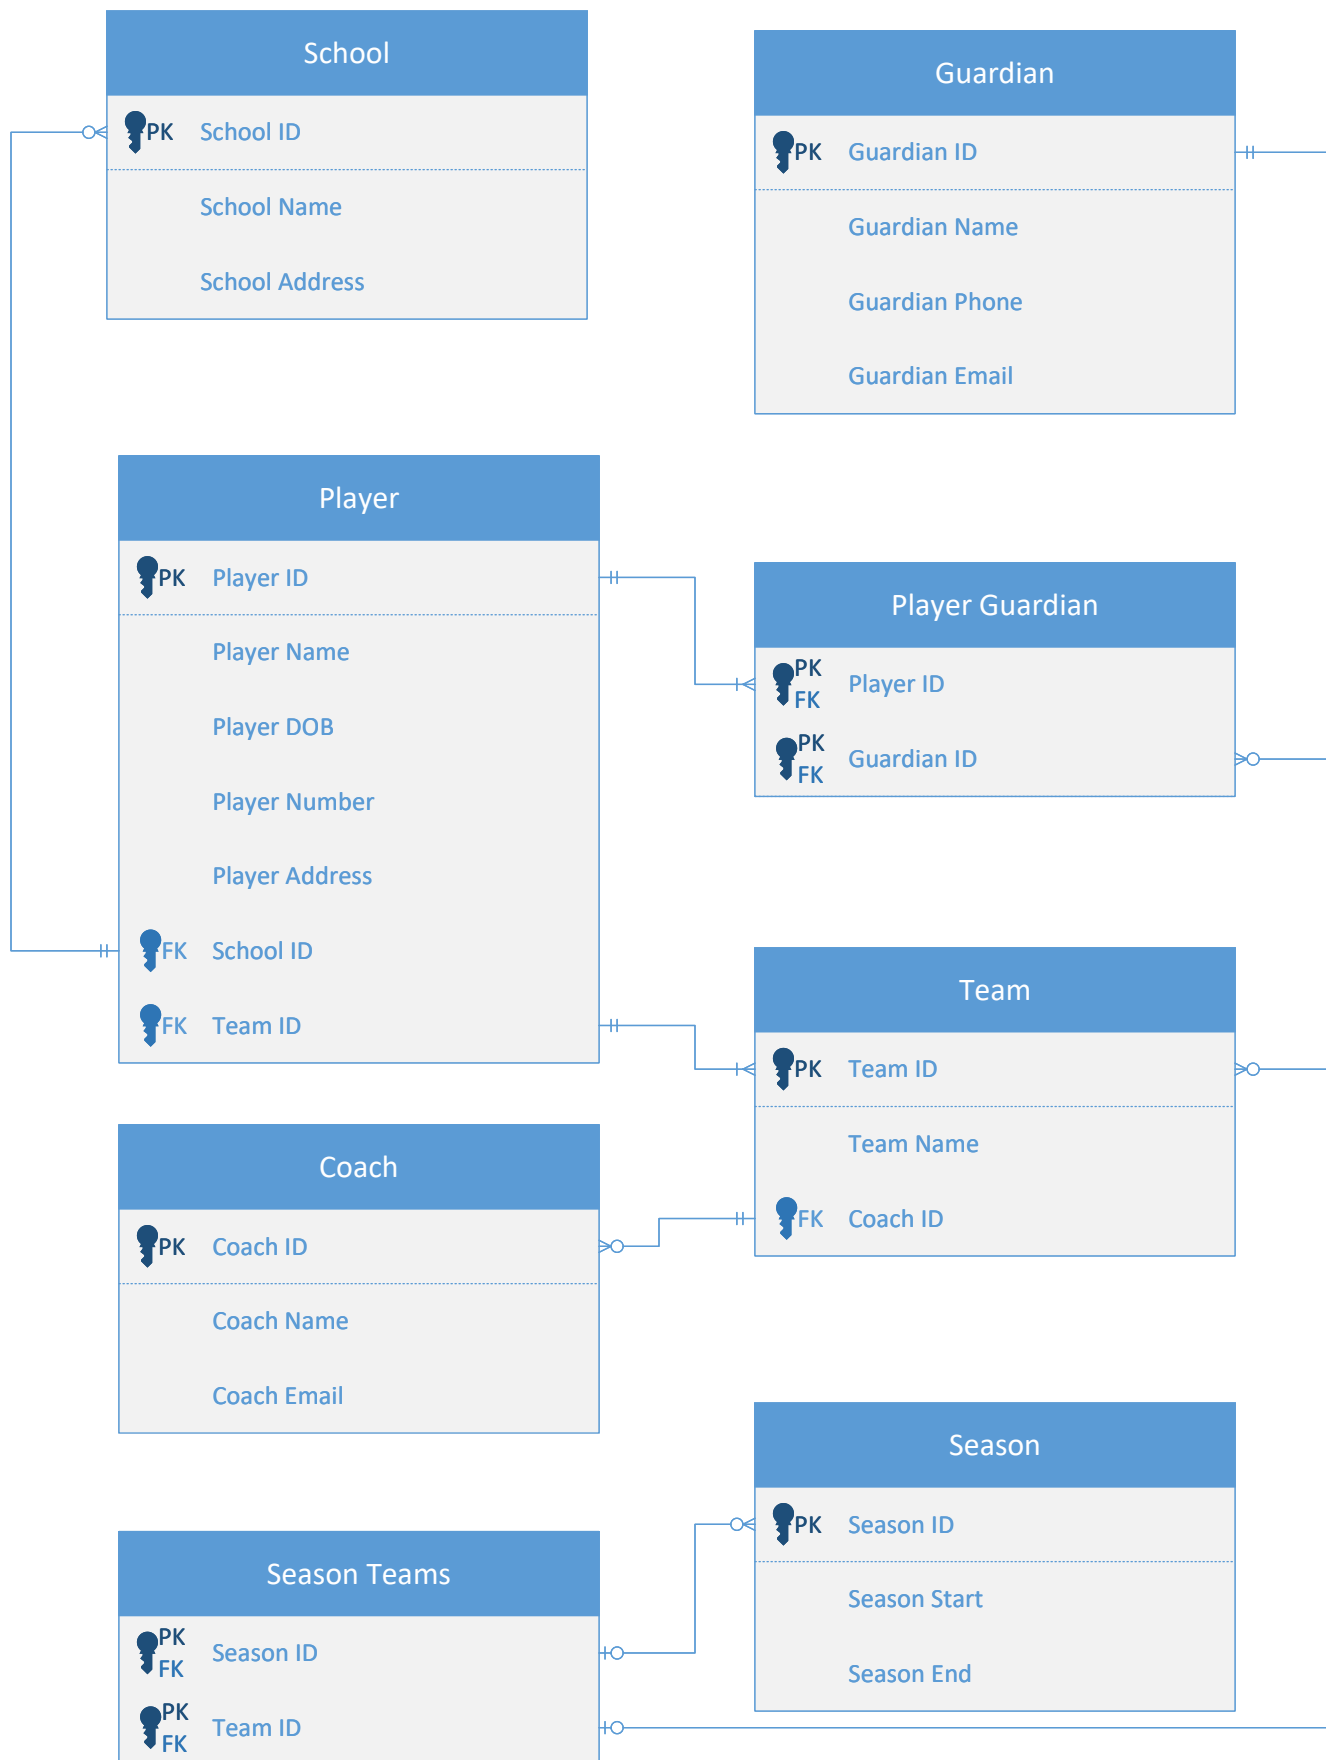 School
PK School ID
School Name
School Address
Guardian
PK Guardian ID
Guardian Name
Guardian Phone
Guardian Email
Player
PK Player ID
Player Name
Player DOB
Player Number
Player Address
FK School ID
FK Team ID
Player Guardian
PK
FK Player ID
PK
FK Guardian ID
Team
PK Team ID
Team Name
FK Coach ID
Coach
PK Coach ID
Coach Name
Coach Email
Season
PK Season ID
Season Start
Season End
Season Teams
PK
FK Season ID
PK
FK Team ID